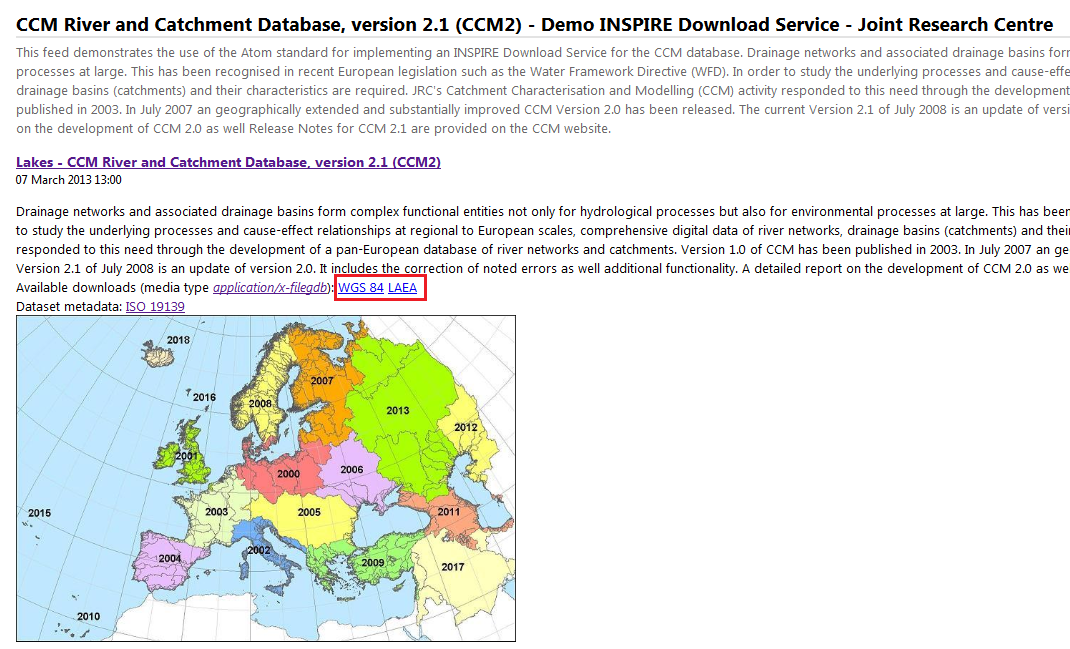 CCM River and Catchment Database, version 2.1 (CCM2) - Demo INSPIRE Download Service - Joint Research Centre
This feed demonstrates the use of the Atom standard for implementing an INSPIRE Download Service for the CCM database. Drainage networks and associated drainage basins for
processes at large. This has been recognised in recent European legislation such as the Water Framework Directive (WFD). In order to study the underlying processes and cause-effe
drainage basins (catchments) and their characteristics are required. JRC's Catchment Characterisation and Modelling (CCM) activity responded to this need through the development
published in 2003. In July 2007 an geographically extended and substantially improved CCM Version 2.0 has been released. The current Version 2.1 of July 2008 is an update of versi
on the development of CCM 2.0 as well Release Notes for CCM 2.1 are provided on the CCM website.
Lakes - CCM River and Catchment Database, version 2.1 (CCM2)
07 March 2013 13:00
Drainage networks and associated drainage basins form complex functional entities not only for hydrological processes but also for environmental processes at large. This has been
to study the underlying processes and cause-effect relationships at regional to European scales, comprehensive digital data of river networks, drainage basins (catchments) and thei
responded to this need through the development of a pan-European database of river networks and catchments. Version 1.0 of CCM has been published in 2003. In July 2007 an ge
Version 2.1 of July 2008 is an update of version 2.0. It includes the correction of noted errors as well additional functionality. A detailed report on the development of CCM 2.0 as we
Available downloads (media type application/x-filegdb): WGS 84 LAEA
Dataset metadata: ISO 19139
2018
2007
2016
2008
2013
2012
2001
2006
2000
2015
2003
2005
2011
2002
2004
2009
2017
2010